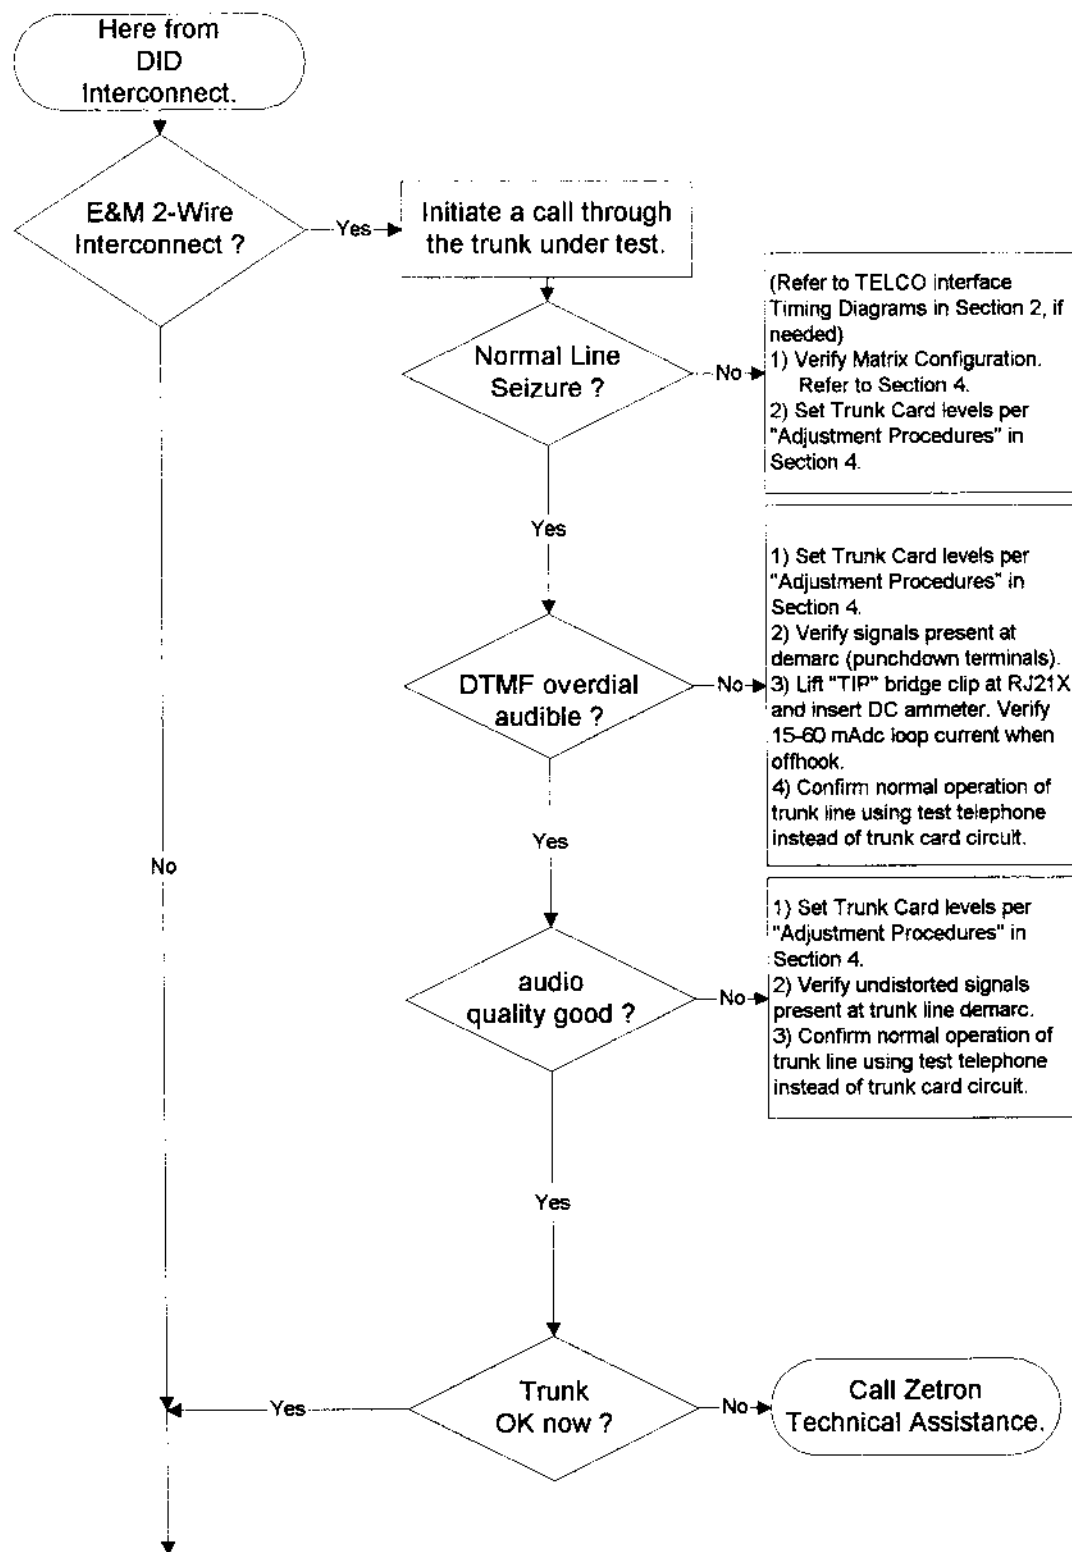 Here from
DID
Interconnect.
E&M 2-Wire
Interconnect ?
Yes
Initiate a call through
the trunk under test.
Normal Line
Seizure ?
No
(Refer to TELCO interface
Timing Diagrams in Section 2, if
needed)
1) Verify Matrix Configuration.
Refer to Section 4.
2) Set Trunk Card levels per
"Adjustment Procedures" in
Section 4.
Yes
DTMF overdial
audible ?
No
1) Set Trunk Card levels per
"Adjustment Procedures" in
Section 4.
2) Verify signals present at
demarc (punchdown terminals).
3) Lift "TIP" bridge clip at RJ21X
and insert DC ammeter. Verify
15-60 mAdc loop current when
offhook.
4) Confirm normal operation of
trunk line using test telephone
instead of trunk card circuit.
Yes
No
audio
quality good ?
No
1) Set Trunk Card levels per
"Adjustment Procedures" in
Section 4.
2) Verify undistorted signals
present at trunk line demarc.
3) Confirm normal operation of
trunk line using test telephone
instead of trunk card circuit.
Yes
Trunk
OK now ?
Yes
No
Call Zetron
Technical Assistance.